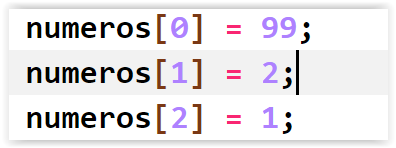 numeros[0] = 99;
numeros[1] = 2;
numeros[2] = 1;